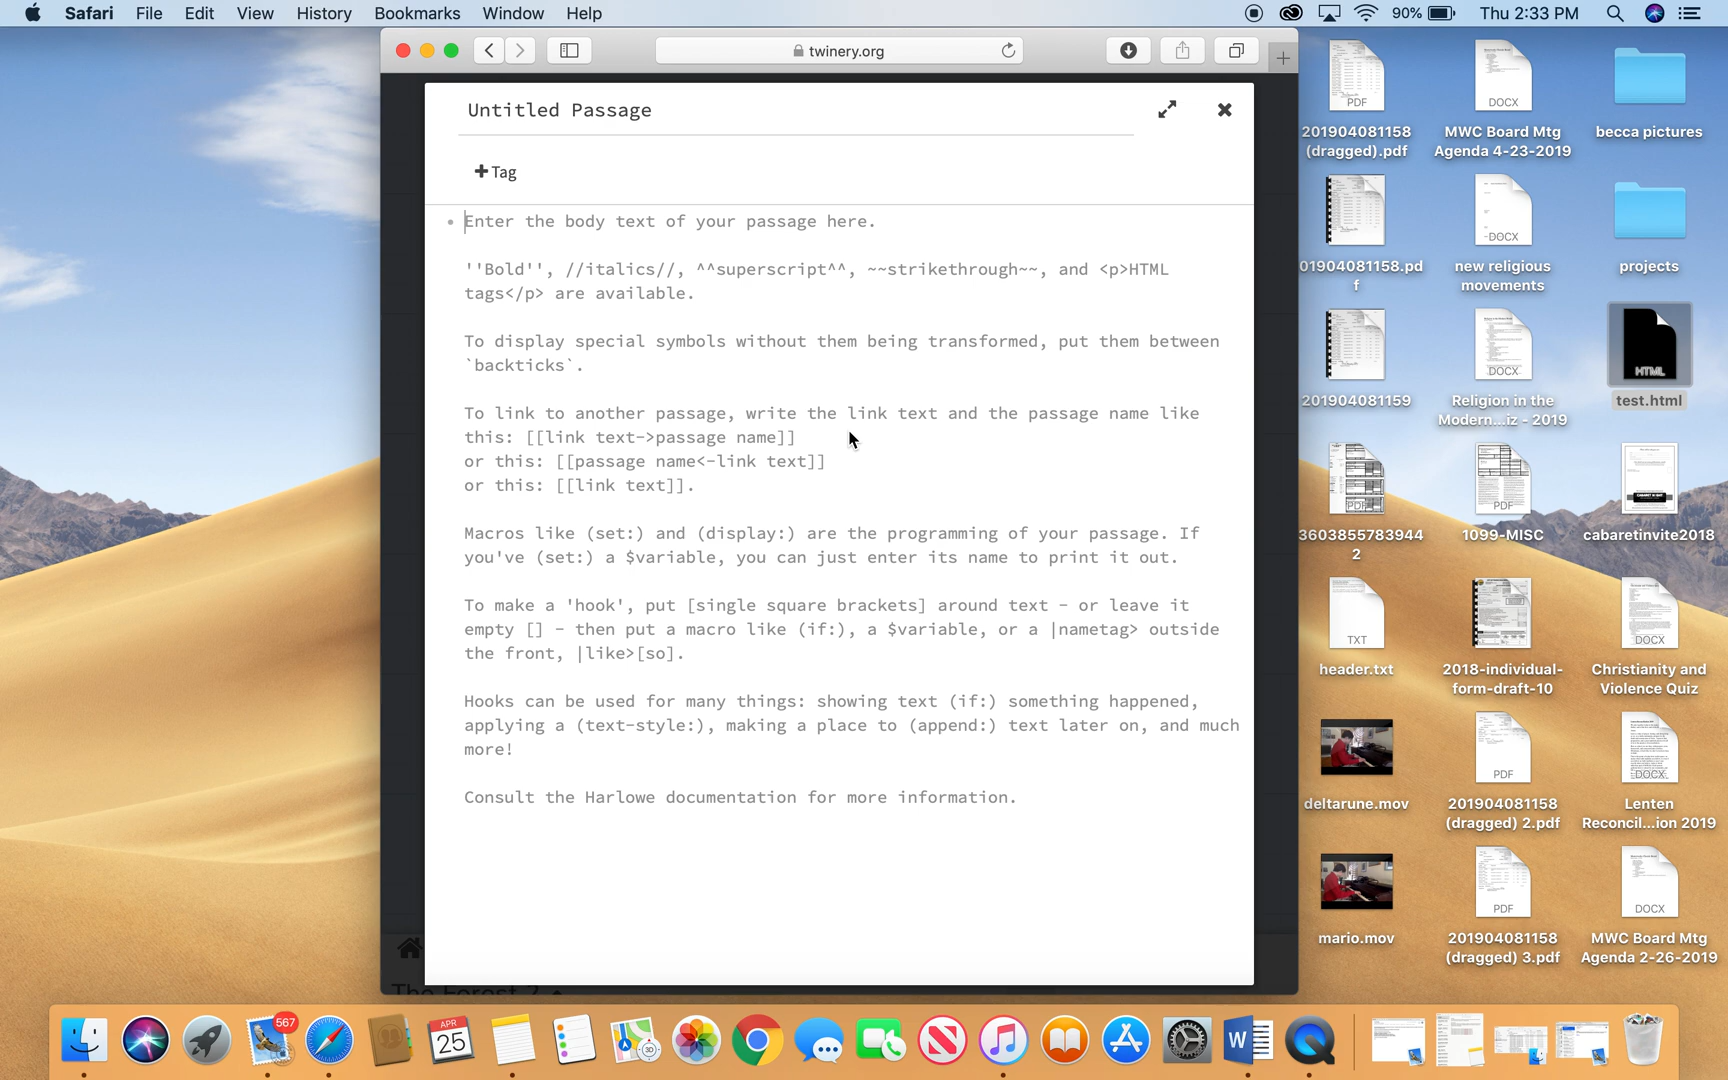 Safari File Edit View History Bookmarks Window Help
90% Thu 2:33 PM
twinery.org
Untitled Passage
+Tag
Enter the body text of your passage here.
''Bold'', //italics//, ^^superscript^^, ~~strikethrough~~, and <p>HTML
tags</p> are available.
To display special symbols without them being transformed, put them between
`backticks`.
To link to another passage, write the link text and the passage name like
this: [[link text->passage name]]
or this: [[passage name<-link text]]
or this: [[link text]].
Macros like (set:) and (display:) are the programming of your passage. If
you've (set:) a $variable, you can just enter its name to print it out.
To make a 'hook', put [single square brackets] around text - or leave it
empty [] - then put a macro like (if:), a $variable, or a |nametag> outside
the front, |like>[so].
Hooks can be used for many things: showing text (if:) something happened,
applying a (text-style:), making a place to (append:) text later on, and much
more!
Consult the Harlowe documentation for more information.
The Forest 2
PDF
201904081158
(dragged).pdf
DOCX
MWC Board Mtg
Agenda 4-23-2019
becca pictures
01904081158.pd
f
DOCX
new religious
movements
projects
201904081159
DOCX
Religion in the
Modern...iz - 2019
HTML
test.html
PDF
3603855783944
2
PDF
1099-MISC
cabaretinvite2018
TXT
header.txt
2018-individual-
form-draft-10
DOCX
Christianity and
Violence Quiz
deltarune.mov
PDF
201904081158
(dragged) 2.pdf
DOCX
Lenten
Reconcil...ion 2019
mario.mov
PDF
201904081158
(dragged) 3.pdf
DOCX
MWC Board Mtg
Agenda 2-26-2019
567
APR
25
3D